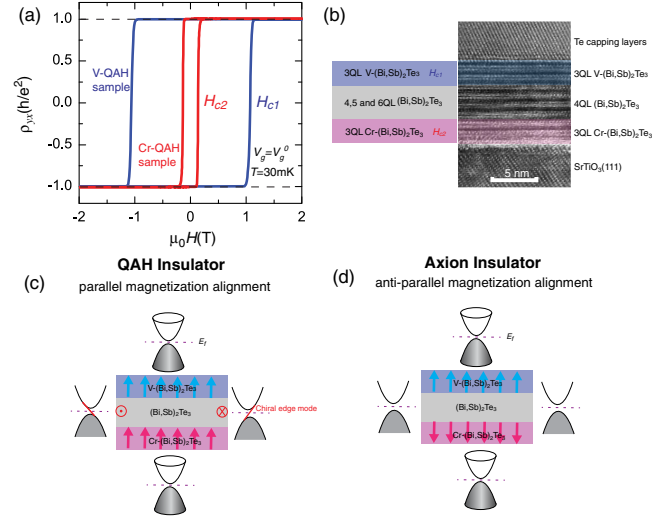 (a)
ρyx(h/e²)
1.0
0.5
0.0
-0.5
-1.0
V-QAH
sample
Cr-QAH
sample
Hc2
Hc1
Vg=Vg⁰
T=30mK
-2
-1
0
1
2
μ0H(T)
(b)
3QL V-(Bi,Sb)2Te3 Hc1
4,5 and 6QL (Bi,Sb)2Te3
3QL Cr-(Bi,Sb)2Te3 Hc2
Te capping layers
3QL V-(Bi,Sb)2Te3
4QL (Bi,Sb)2Te3
3QL Cr-(Bi,Sb)2Te3
SrTiO3(111)
5 nm
QAH Insulator
(c)
parallel magnetization alignment
Ef
V-(Bi,Sb)2Te3
(Bi,Sb)2Te3
Chiral edge mode
Cr-(Bi,Sb)2Te3
Axion Insulator
(d)
anti-parallel magnetization alignment
Ef
V-(Bi,Sb)2Te3
(Bi,Sb)2Te3
Cr-(Bi,Sb)2Te3